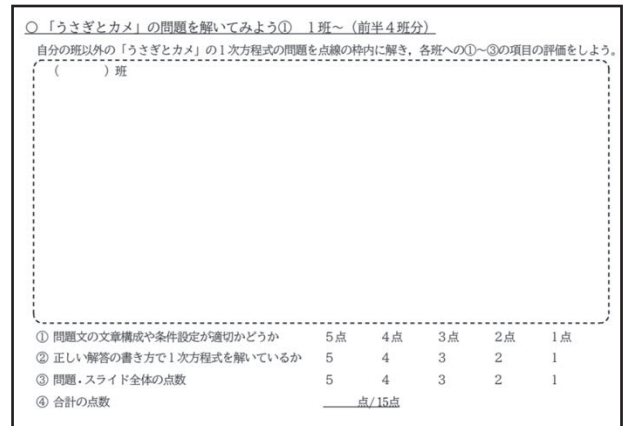 ○ 「うさぎとカメ」の問題を解いてみよう① 1班~（前半4班分）
自分の班以外の「うさぎとカメ」の1次方程式の問題を点線の枠内に解き，各班への①~③の項目の評価をしよう。
（　　　）班
① 問題文の文章構成や条件設定が適切かどうか 5点 4点 3点 2点 1点
② 正しい解答の書き方で1次方程式を解いているか 5 4 3 2 1
③ 問題・スライド全体の点数 5 4 3 2 1
④ 合計の点数 点/15点